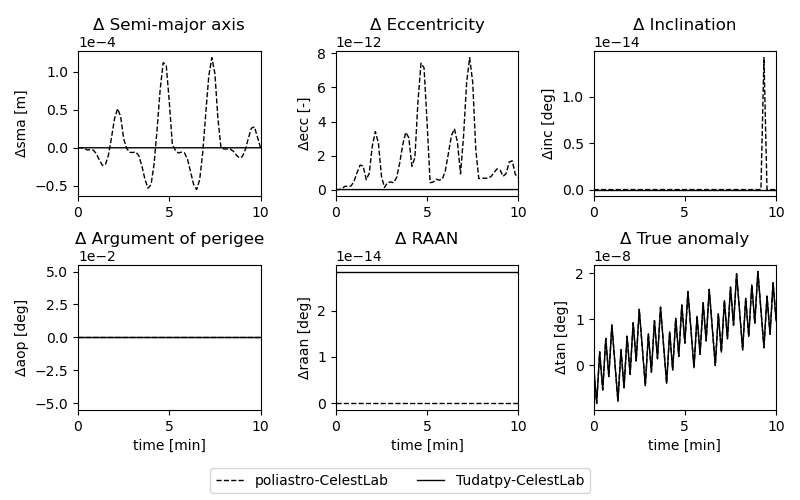 Δ Semi-major axis
Δ Eccentricity
Δ Inclination
1e−4
1e−12
1e−14
Δsma [m]
1.0
0.5
0.0
−0.5
0
5
10
Δecc [-]
8
6
4
2
0
0
5
10
Δinc [deg]
1.0
0.0
0
5
10
Δ Argument of perigee
Δ RAAN
Δ True anomaly
1e−2
1e−14
1e−8
Δaop [deg]
5.0
2.5
0.0
−2.5
−5.0
0
5
10
time [min]
Δraan [deg]
2
1
0
0
5
10
time [min]
Δtan [deg]
2
1
0
0
5
10
time [min]
poliastro-CelestLab
Tudatpy-CelestLab